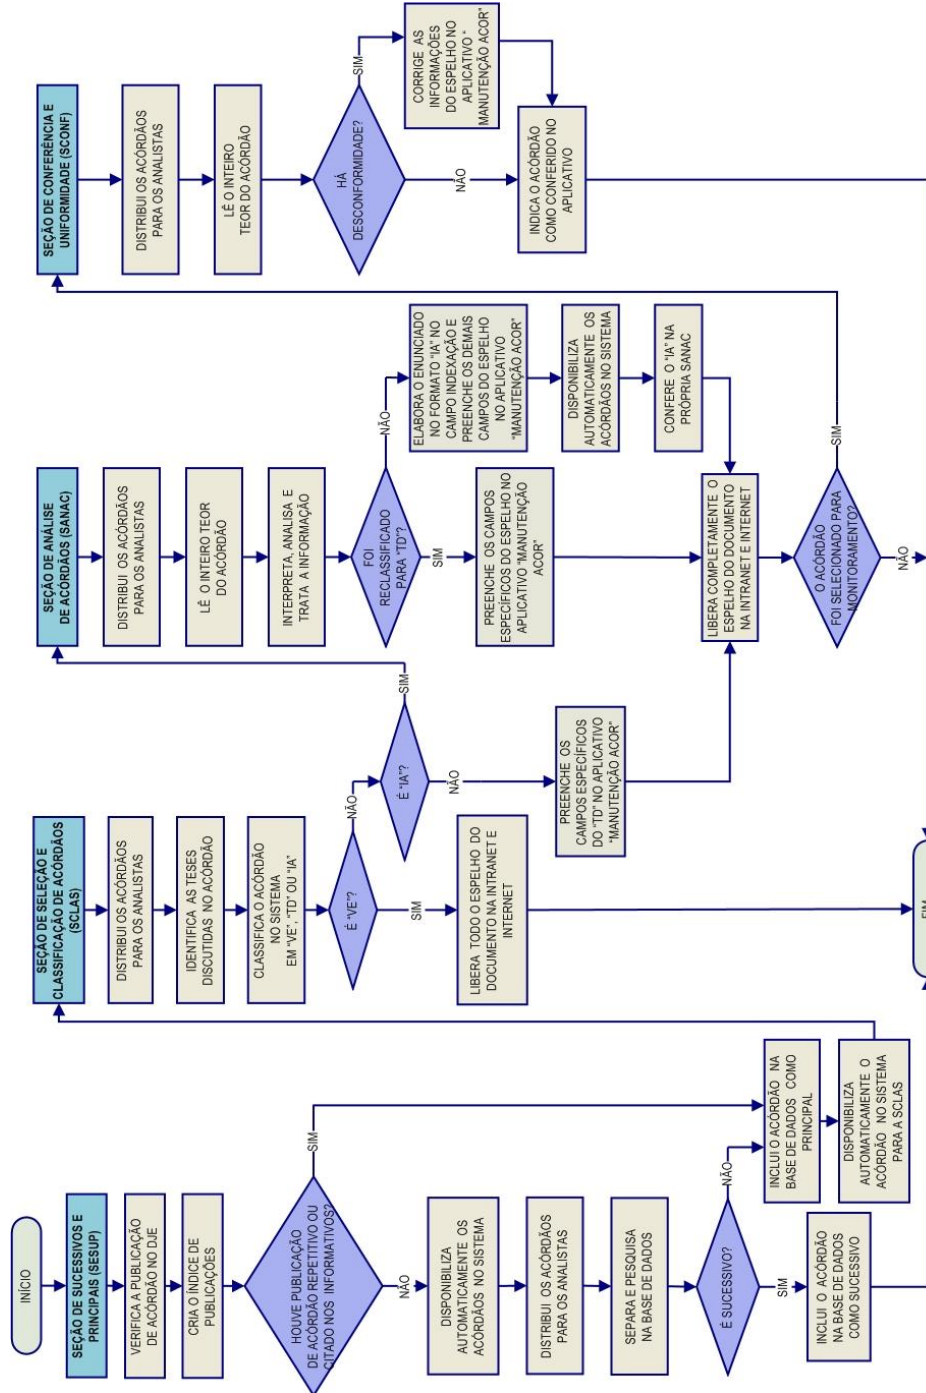 INÍCIO
SEÇÃO DE SUCESSIVOS E
PRINCIPAIS (SESUP)
VERIFICA A PUBLICAÇÃO
DE ACÓRDÃO NO DJE
CRIA O ÍNDICE DE
PUBLICAÇÕES
HOUVE PUBLICAÇÃO
DE ACÓRDÃO REPETITIVO OU
CITADO NOS INFORMATIVOS?
SIM
NÃO
DISPONIBILIZA
AUTOMATICAMENTE OS
ACÓRDÃOS NO SISTEMA
DISTRIBUI OS ACÓRDÃOS
PARA OS ANALISTAS
SEPARA E PESQUISA
NA BASE DE DADOS
É SUCESSIVO?
NÃO
SIM
INCLUI O ACÓRDÃO
NA BASE DE DADOS
COMO SUCESSIVO
INCLUI O ACÓRDÃO NA
BASE DE DADOS COMO
PRINCIPAL
DISPONIBILIZA
AUTOMATICAMENTE O
ACÓRDÃO NO SISTEMA
PARA A SCLAS
SEÇÃO DE SELEÇÃO E
CLASSIFICAÇÃO DE ACÓRDÃOS
(SCLAS)
DISTRIBUI OS ACÓRDÃOS
PARA OS ANALISTAS
IDENTIFICA AS TESES
DISCUTIDAS NO ACÓRDÃO
CLASSIFICA O ACÓRDÃO
NO SISTEMA
EM “VE”, “TD” OU “IA”
É “VE”?
NÃO
SIM
LIBERA TODO O ESPELHO DO
DOCUMENTO NA INTRANET E
INTERNET
É “IA”?
SIM
NÃO
PREENCHE OS
CAMPOS ESPECÍFICOS
DO “TD” NO APLICATIVO
“MANUTENÇÃO ACOR”
SEÇÃO DE ANÁLISE
DE ACÓRDÃOS (SANAC)
DISTRIBUI OS ACÓRDÃOS
PARA OS ANALISTAS
LÊ O INTEIRO TEOR
DO ACÓRDÃO
INTERPRETA, ANALISA E
TRATA A INFORMAÇÃO
FOI
RECLASSIFICADO
PARA “TD”?
NÃO
SIM
PREENCHE OS CAMPOS
ESPECÍFICOS DO ESPELHO NO
APLICATIVO “MANUTENÇÃO
ACOR”
ELABORA O ENUNCIADO
NO FORMATO “IA” NO
CAMPO INDEXAÇÃO E
PREENCHE OS DEMAIS
CAMPOS DO ESPELHO
NO APLICATIVO
“MANUTENÇÃO ACOR”
DISPONIBILIZA
AUTOMATICAMENTE OS
ACÓRDÃOS NO SISTEMA
CONFERE O “IA” NA
PRÓPRIA SANAC
LIBERA COMPLETAMENTE O
ESPELHO DO DOCUMENTO
NA INTRANET E INTERNET
O ACÓRDÃO
FOI SELECIONADO PARA
MONITORAMENTO?
SIM
NÃO
SEÇÃO DE CONFERÊNCIA E
UNIFORMIDADE (SCONF)
DISTRIBUI OS ACÓRDÃOS
PARA OS ANALISTAS
LÊ O INTEIRO
TEOR DO ACÓRDÃO
HÁ
DESCONFORMIDADE?
SIM
NÃO
CORRIGE AS
INFORMAÇÕES
DO ESPELHO NO
APLICATIVO “
MANUTENÇÃO ACOR”
INDICA O ACÓRDÃO
COMO CONFERIDO NO
APLICATIVO
FIM